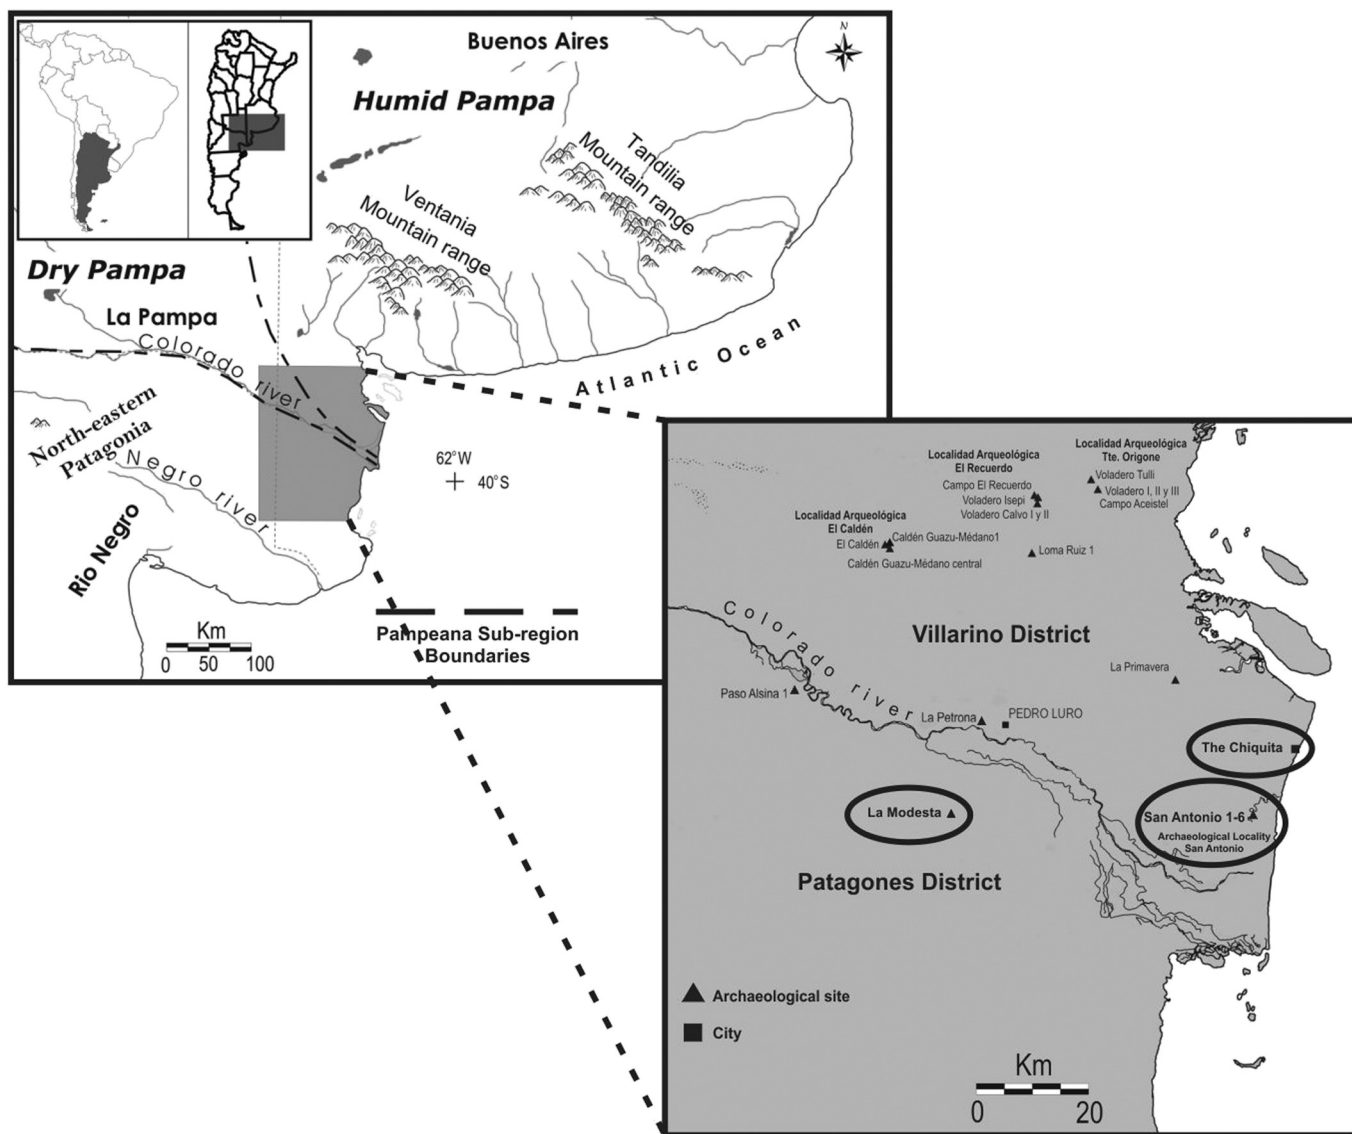 N
Buenos Aires
Humid Pampa
Tandilia
Mountain range
Ventania
Mountain range
Dry Pampa
La Pampa
Colorado river
Atlantic Ocean
North-eastern
Patagonia
Negro river
62°W
40°S
Rio Negro
Km
0 50 100
Pampeana Sub-region
Boundaries
Localidad Arqueológica
Tte. Origone
Voladero Tulli
Voladero I, II y III
Campo Aceistel
Localidad Arqueológica
El Recuerdo
Campo El Recuerdo
Voladero Isepi
Voladero Calvo I y II
Localidad Arqueológica
El Caldén
El Caldén
Caldén Guazu-Médano1
Caldén Guazu-Médano central
Loma Ruiz 1
Colorado river
Villarino District
La Primavera
Paso Alsina 1
La Petrona
PEDRO LURO
The Chiquita
La Modesta
San Antonio 1-6
Archaeological Locality
San Antonio
Patagones District
Archaeological site
City
Km
0 20